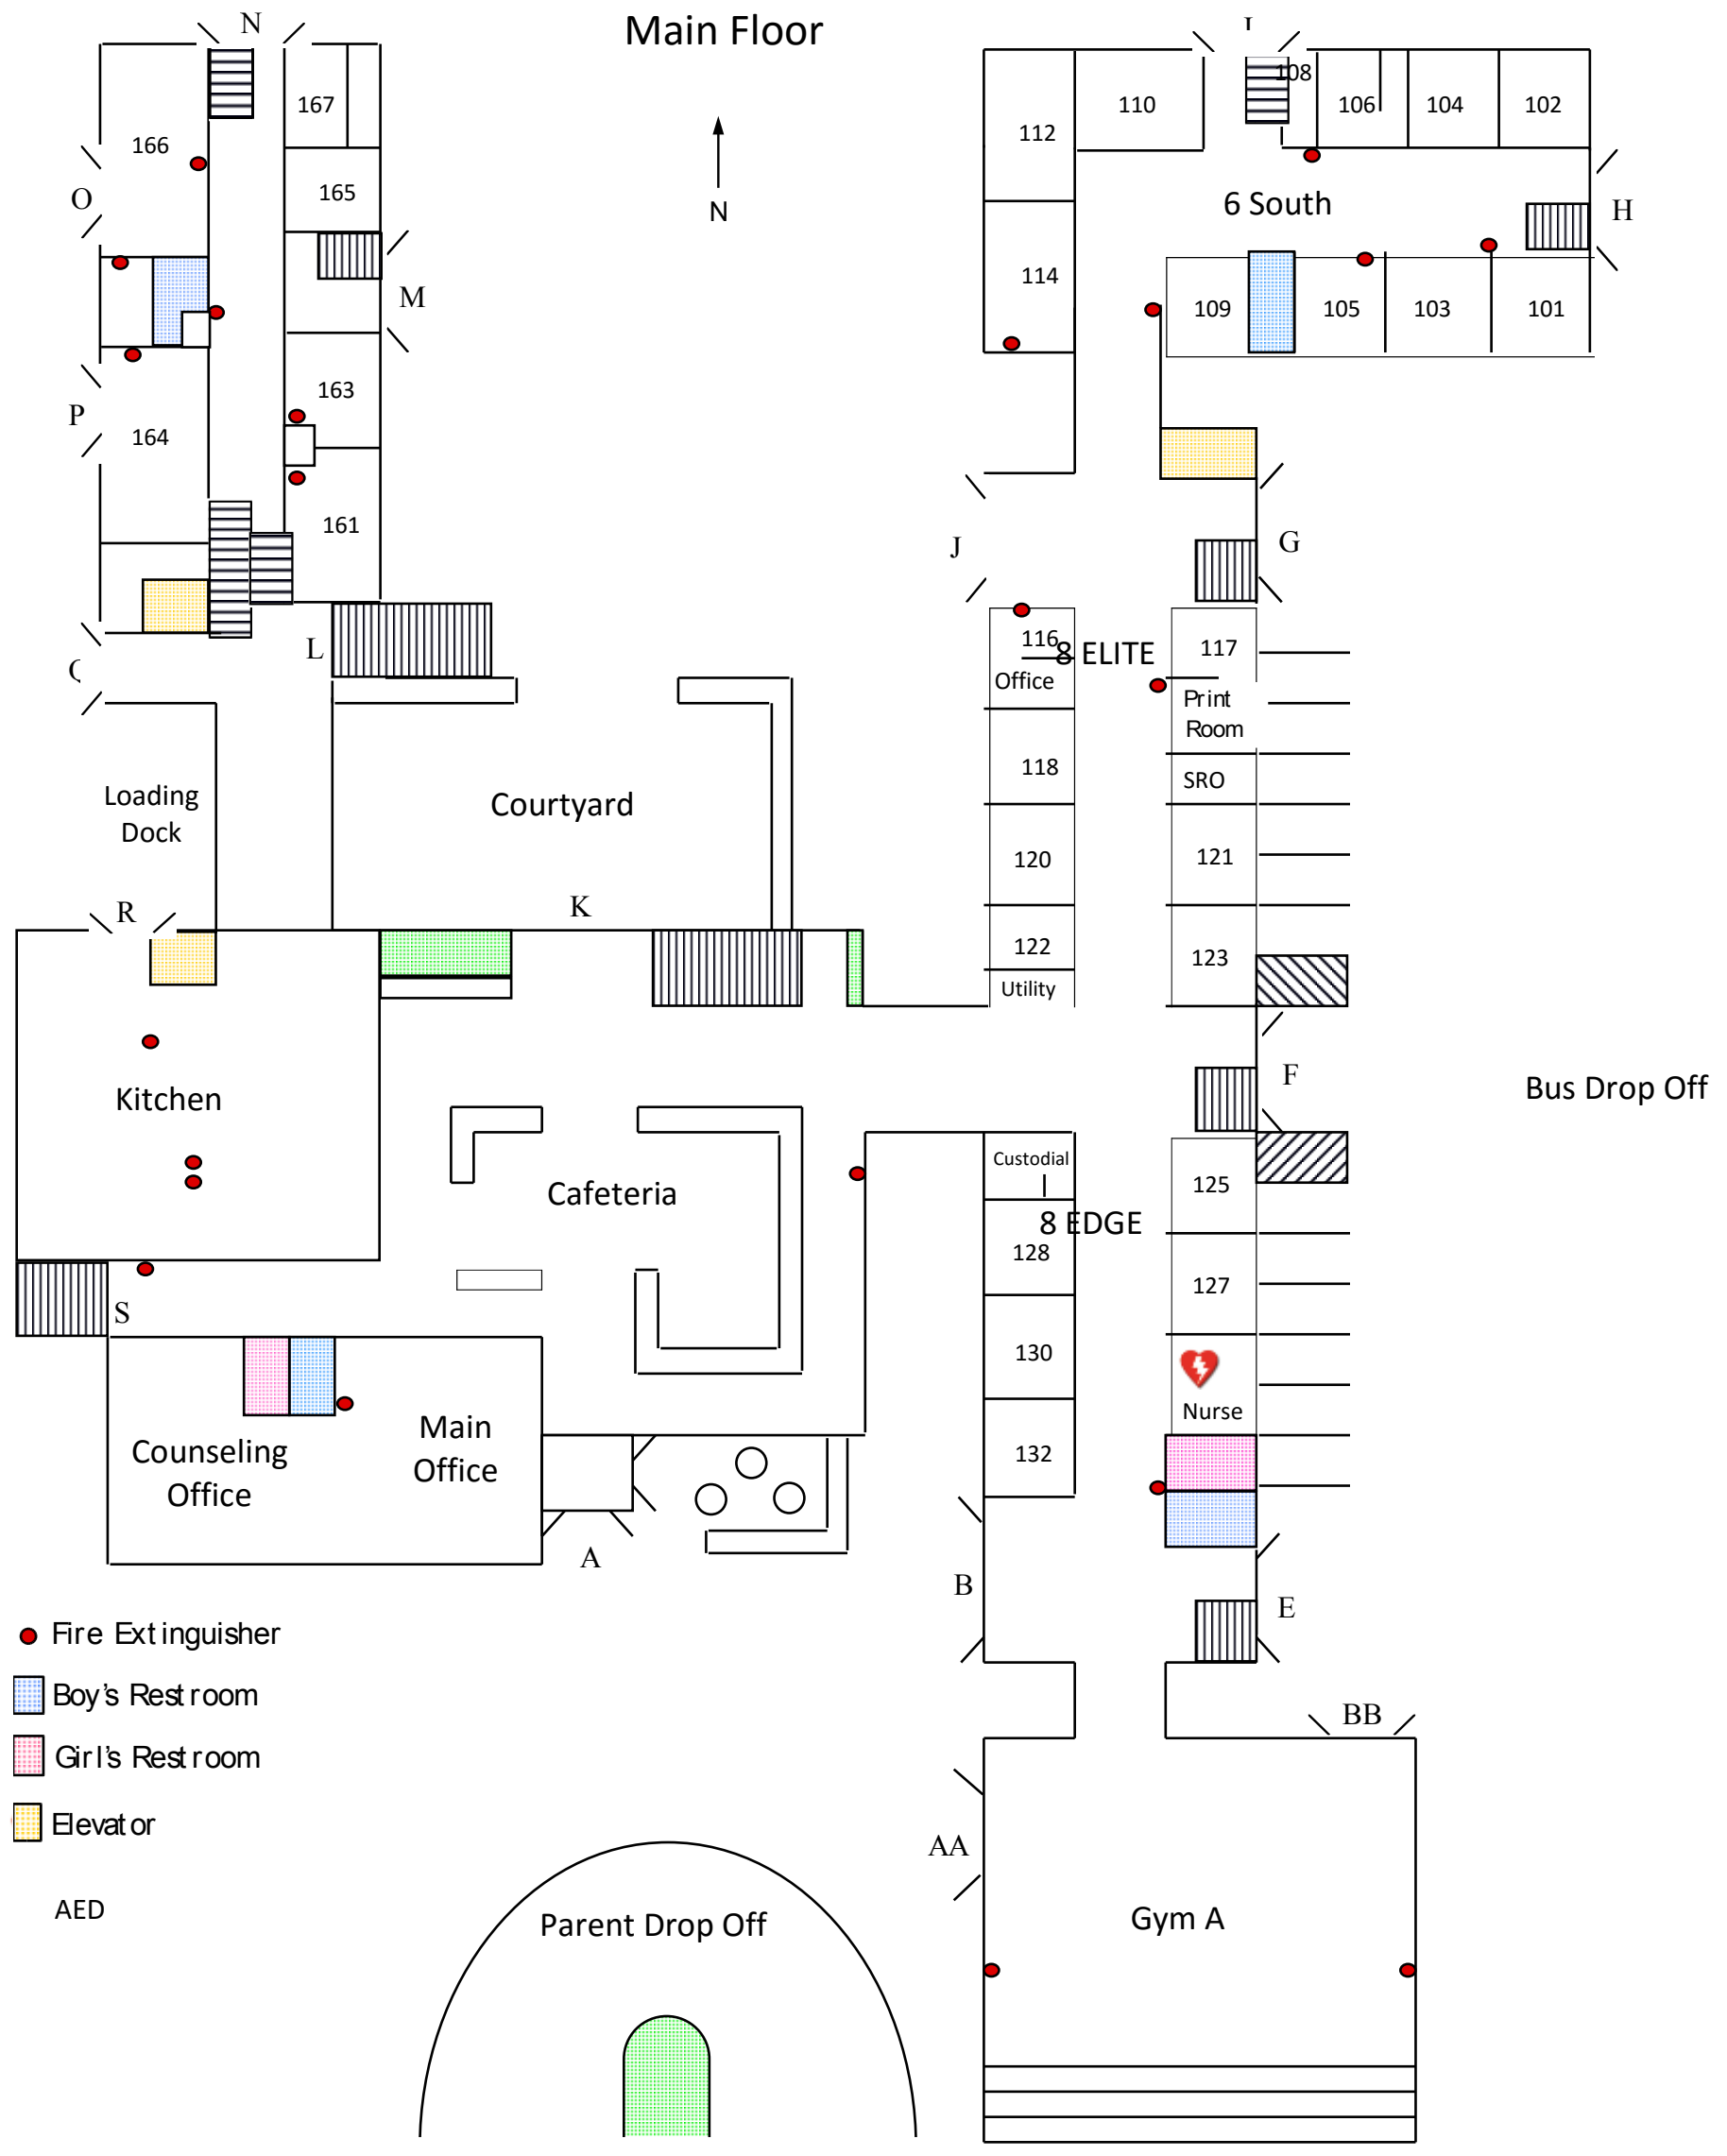 Main Floor
N
167
166
165
O
M
163
P
164
161
L
N
108
110
106
104
102
112
6 South
H
114
109
105
103
101
J
G
116
8 ELITE
117
Office
Print
Room
118
SRO
120
121
122
123
Utility
Loading
Dock
Courtyard
R
K
Kitchen
F
Bus Drop Off
Cafeteria
Custodial
125
8 EDGE
128
127
S
130
Nurse
132
Counseling
Office
Main
Office
A
B
E
BB
Fire Extinguisher
Boy's Restroom
Girl's Restroom
Elevator
AED
AA
Parent Drop Off
Gym A